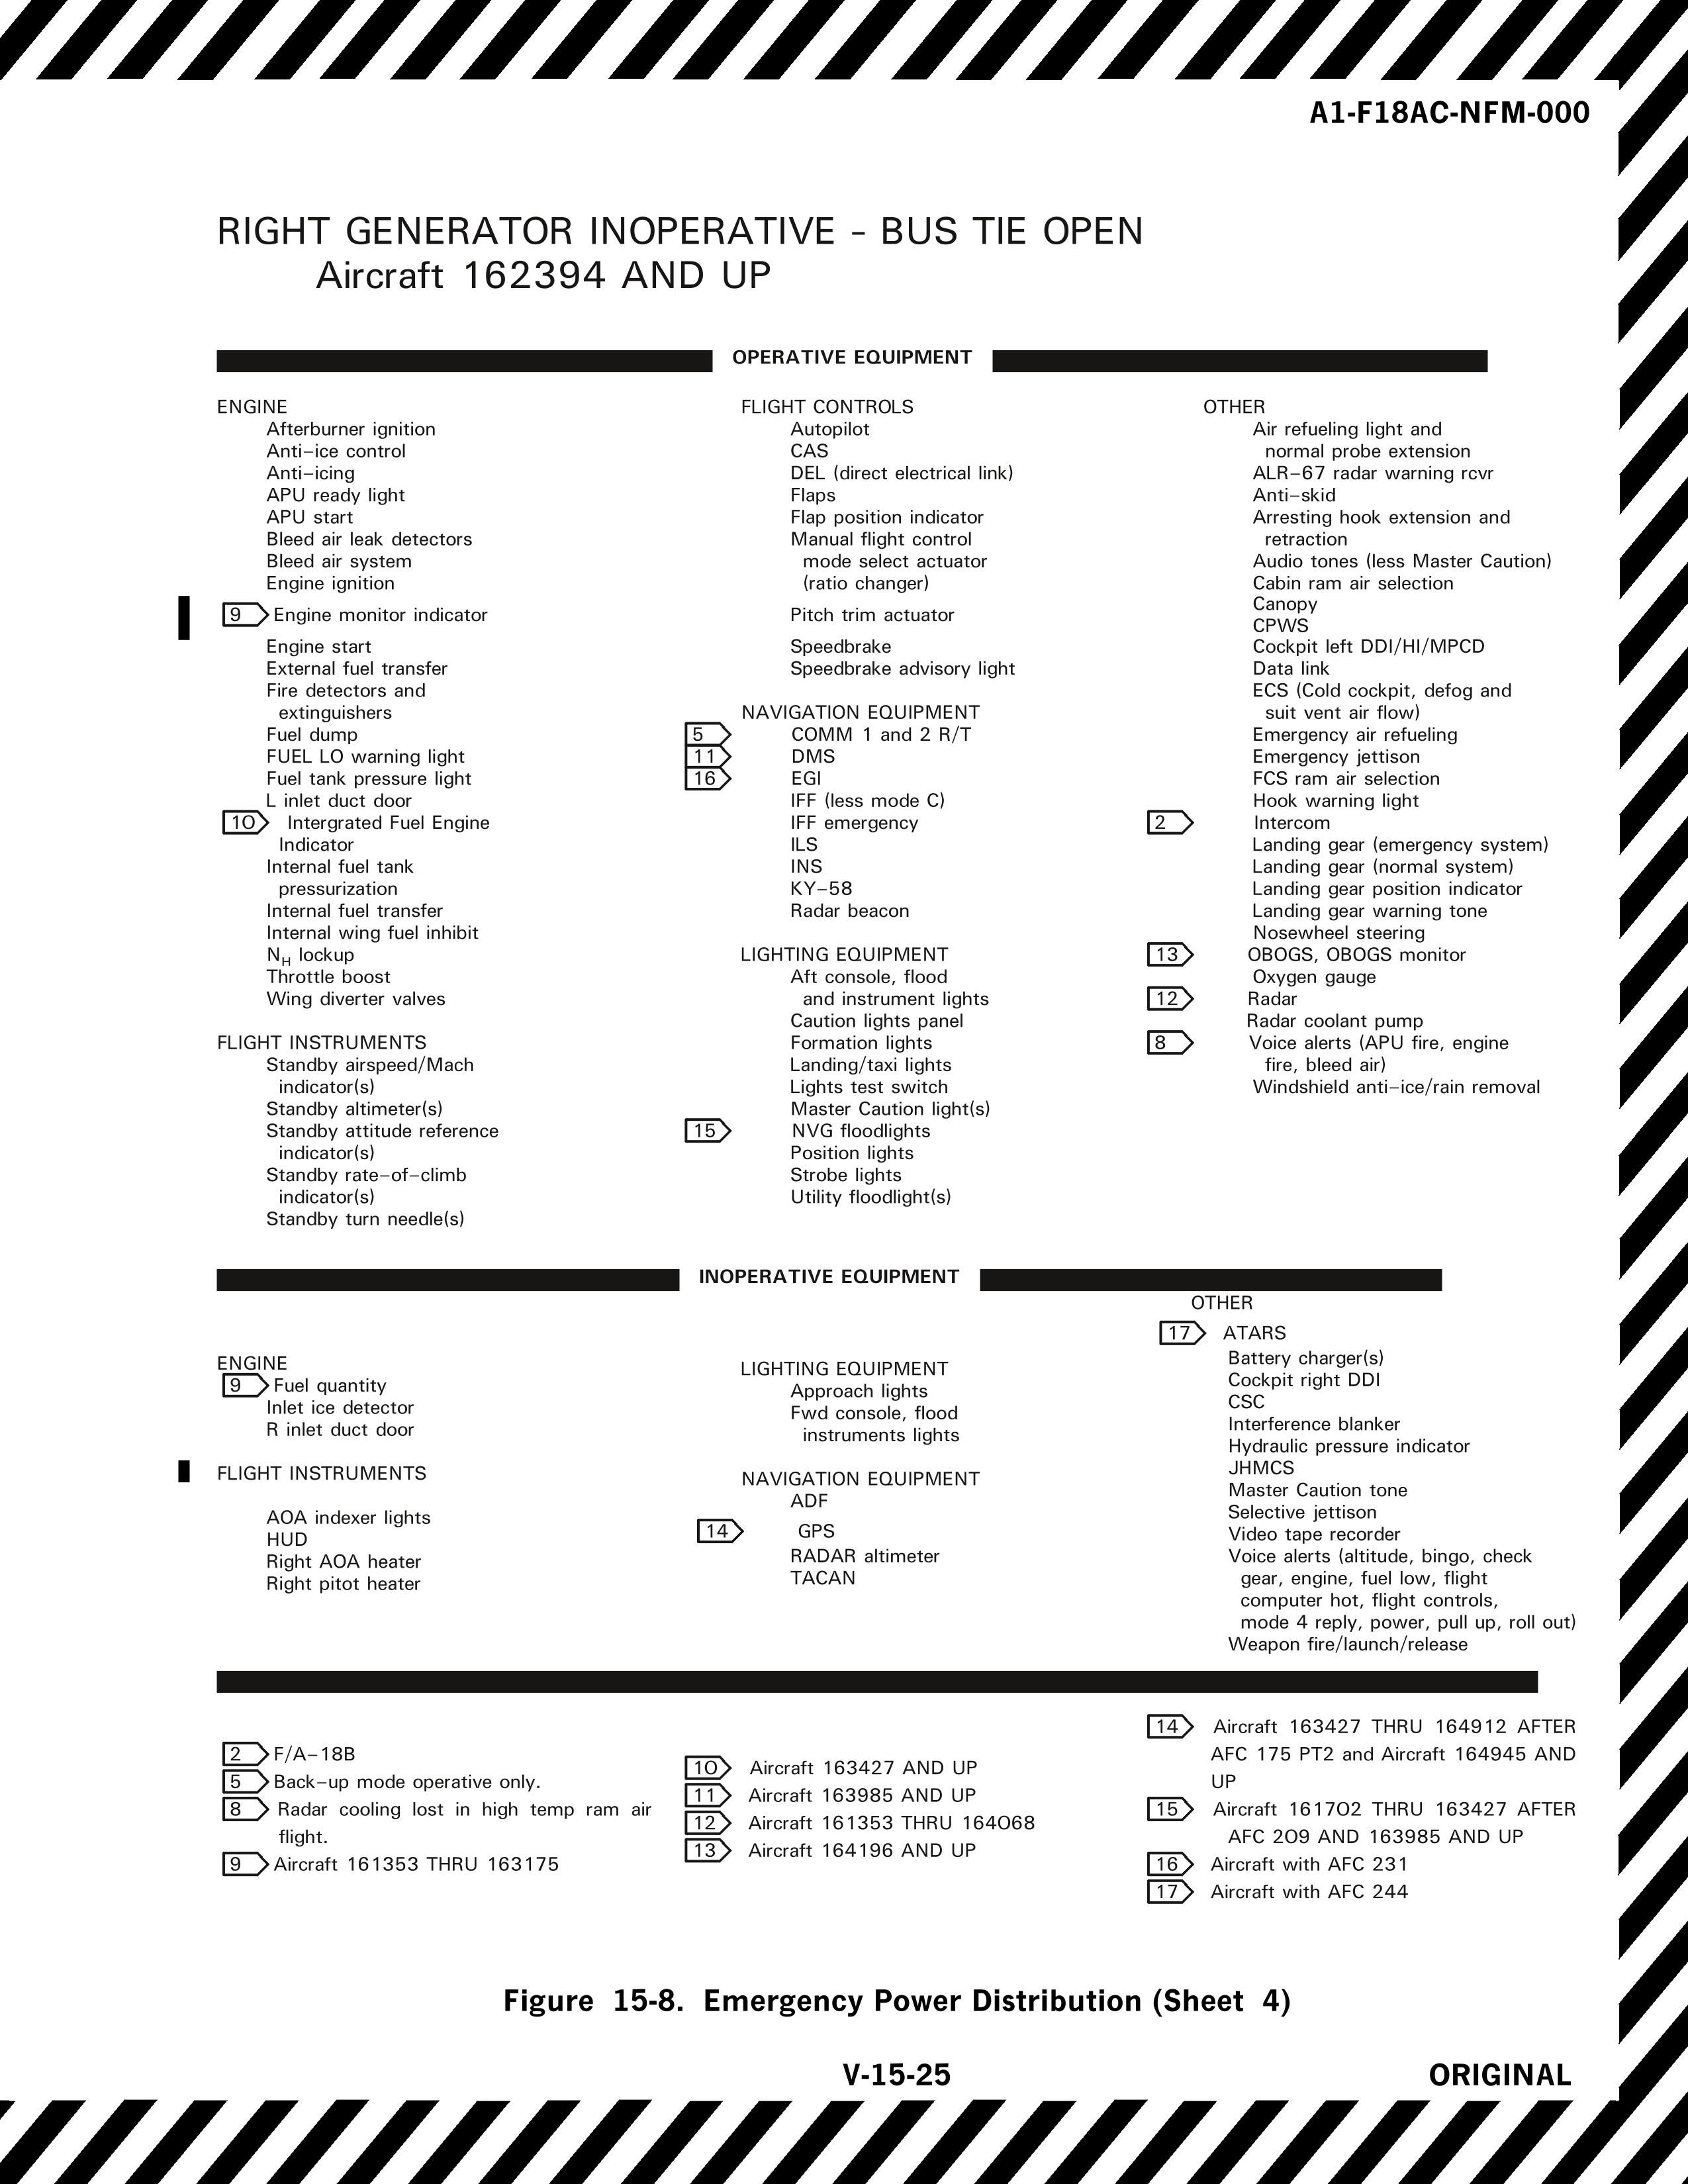 A1-F18AC-NFM-000
RIGHT GENERATOR INOPERATIVE - BUS TIE OPEN
Aircraft 162394 AND UP
OPERATIVE EQUIPMENT
ENGINE
Afterburner ignition
Anti-ice control
Anti-icing
APU ready light
APU start
Bleed air leak detectors
Bleed air system
Engine ignition
9 Engine monitor indicator
Engine start
External fuel transfer
Fire detectors and
extinguishers
Fuel dump
FUEL LO warning light
Fuel tank pressure light
L inlet duct door
10 Intergrated Fuel Engine
Indicator
Internal fuel tank
pressurization
Internal fuel transfer
Internal wing fuel inhibit
NH lockup
Throttle boost
Wing diverter valves
FLIGHT INSTRUMENTS
Standby airspeed/Mach
indicator(s)
Standby altimeter(s)
Standby attitude reference
indicator(s)
Standby rate-of-climb
indicator(s)
Standby turn needle(s)
FLIGHT CONTROLS
Autopilot
CAS
DEL (direct electrical link)
Flaps
Flap position indicator
Manual flight control
mode select actuator
(ratio changer)
Pitch trim actuator
Speedbrake
Speedbrake advisory light
NAVIGATION EQUIPMENT
5 COMM 1 and 2 R/T
11 DMS
16 EGI
IFF (less mode C)
IFF emergency
ILS
INS
KY-58
Radar beacon
LIGHTING EQUIPMENT
Aft console, flood
and instrument lights
Caution lights panel
Formation lights
Landing/taxi lights
Lights test switch
Master Caution light(s)
15 NVG floodlights
Position lights
Strobe lights
Utility floodlight(s)
OTHER
Air refueling light and
normal probe extension
ALR-67 radar warning rcvr
Anti-skid
Arresting hook extension and
retraction
Audio tones (less Master Caution)
Cabin ram air selection
Canopy
CPWS
Cockpit left DDI/HI/MPCD
Data link
ECS (Cold cockpit, defog and
suit vent air flow)
Emergency air refueling
Emergency jettison
FCS ram air selection
Hook warning light
2 Intercom
Landing gear (emergency system)
Landing gear (normal system)
Landing gear position indicator
Landing gear warning tone
Nosewheel steering
13 OBOGS, OBOGS monitor
Oxygen gauge
12 Radar
Radar coolant pump
8 Voice alerts (APU fire, engine
fire, bleed air)
Windshield anti-ice/rain removal
INOPERATIVE EQUIPMENT
ENGINE
9 Fuel quantity
Inlet ice detector
R inlet duct door
FLIGHT INSTRUMENTS
AOA indexer lights
HUD
Right AOA heater
Right pitot heater
LIGHTING EQUIPMENT
Approach lights
Fwd console, flood
instruments lights
NAVIGATION EQUIPMENT
ADF
14 GPS
RADAR altimeter
TACAN
OTHER
17 ATARS
Battery charger(s)
Cockpit right DDI
CSC
Interference blanker
Hydraulic pressure indicator
JHMCS
Master Caution tone
Selective jettison
Video tape recorder
Voice alerts (altitude, bingo, check
gear, engine, fuel low, flight
computer hot, flight controls,
mode 4 reply, power, pull up, roll out)
Weapon fire/launch/release
2 F/A-18B
5 Back-up mode operative only.
8 Radar cooling lost in high temp ram air
flight.
9 Aircraft 161353 THRU 163175
10 Aircraft 163427 AND UP
11 Aircraft 163985 AND UP
12 Aircraft 161353 THRU 164068
13 Aircraft 164196 AND UP
14 Aircraft 163427 THRU 164912 AFTER
AFC 175 PT2 and Aircraft 164945 AND
UP
15 Aircraft 161702 THRU 163427 AFTER
AFC 209 AND 163985 AND UP
16 Aircraft with AFC 231
17 Aircraft with AFC 244
Figure 15-8. Emergency Power Distribution (Sheet 4)
V-15-25
ORIGINAL